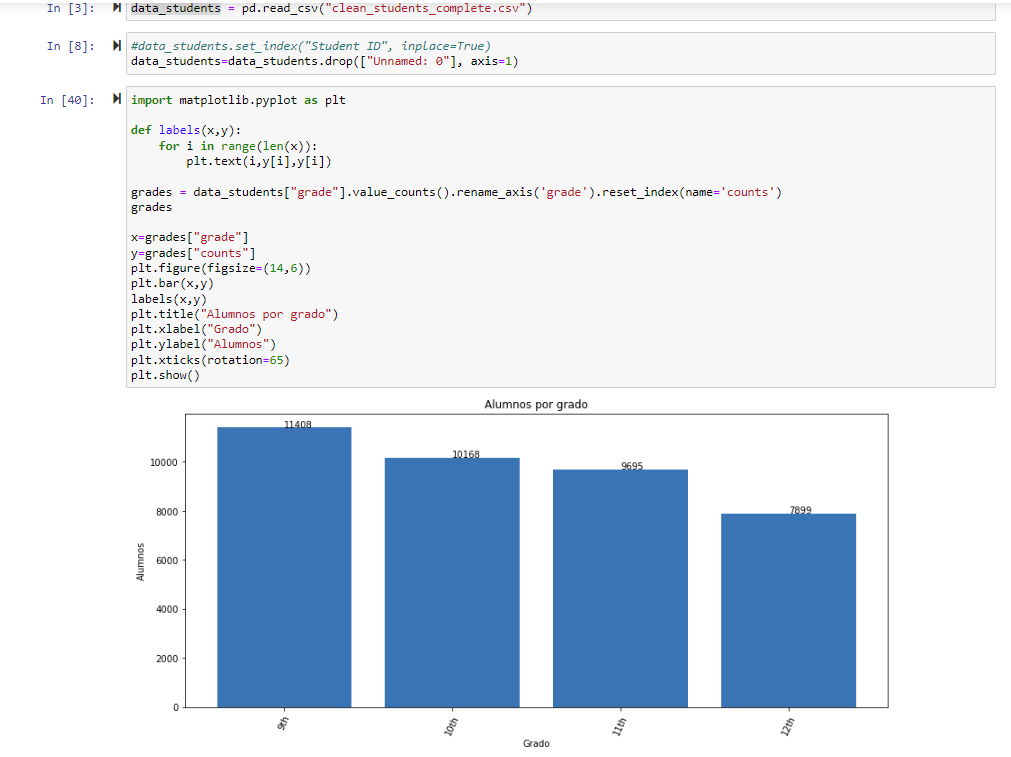 In [3]: data_students = pd.read_csv("clean_students_complete.csv")
In [8]: #data_students.set_index("Student ID", inplace=True)
data_students=data_students.drop(["Unnamed: 0"], axis=1)
In [40]: import matplotlib.pyplot as plt
def labels(x,y):
    for i in range(len(x)):
        plt.text(i,y[i],y[i])
grades = data_students["grade"].value_counts().rename_axis('grade').reset_index(name='counts')
grades
x=grades["grade"]
y=grades["counts"]
plt.figure(figsize=(14,6))
plt.bar(x,y)
labels(x,y)
plt.title("Alumnos por grado")
plt.xlabel("Grado")
plt.ylabel("Alumnos")
plt.xticks(rotation=65)
plt.show()
Alumnos por grado
11408
10168
9695
7899
10000
8000
6000
4000
2000
0
Alumnos
9th
10th
11th
12th
Grado